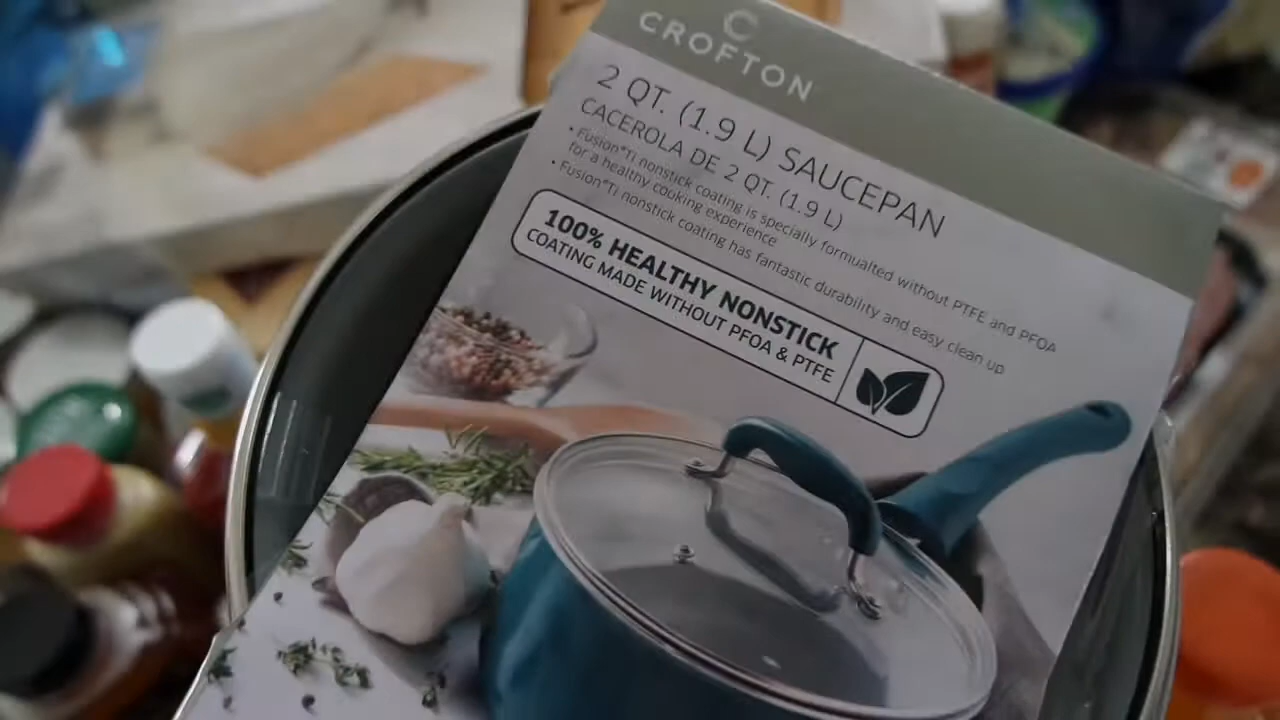 C
CROFTON
2 QT. (1.9 L) SAUCEPAN
CACEROLA DE 2 QT. (1.9 L)
• Fusion®Ti nonstick coating is specially formualted without PTFE and PFOA
for a healthy cooking experience
• Fusion®Ti nonstick coating has fantastic durability and easy clean up
100% HEALTHY NONSTICK
COATING MADE WITHOUT PFOA & PTFE